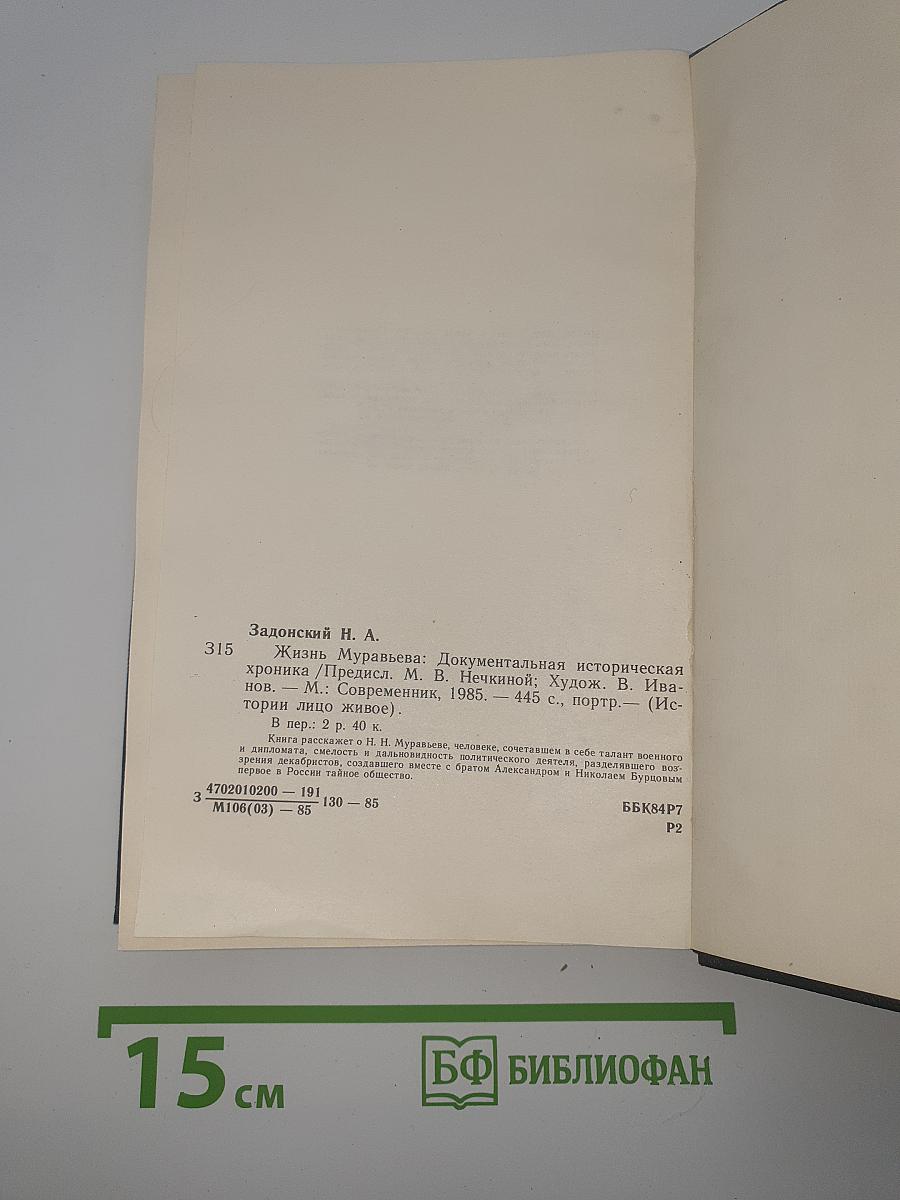 Задонский Н. А.
З15 Жизнь Муравьева: Документальная историческая
хроника /Предисл. М. В. Нечкиной; Худож. В. Ива-
нов. — М.: Современник, 1985. — 445 с., портр.— (Ис-
тории лицо живое).
В пер.: 2 р. 40 к.
Книга расскажет о Н. Н. Муравьеве, человеке, сочетавшем в себе талант военного
и дипломата, смелость и дальновидность политического деятеля, разделявшего воз-
зрения декабристов, создавшего вместе с братом Александром и Николаем Бурцовым
первое в России тайное общество.
З 4702010200 — 191
М106(03) — 85 130 — 85
ББК84Р7
Р2
15 см
БФ БИБЛИОФАН